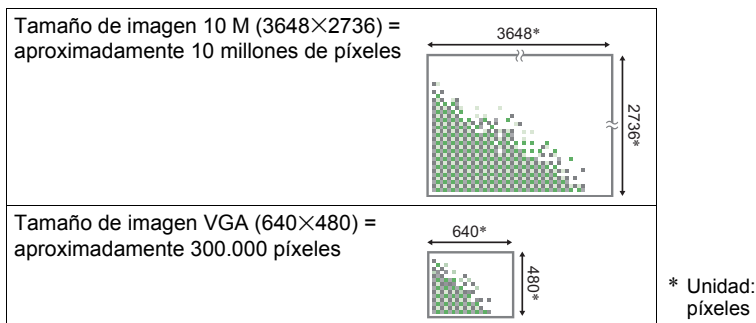 Tamaño de imagen 10 M (3648×2736) =
aproximadamente 10 millones de píxeles
3648*
2736*
Tamaño de imagen VGA (640×480) =
aproximadamente 300.000 píxeles
640*
480*
* Unidad:
píxeles